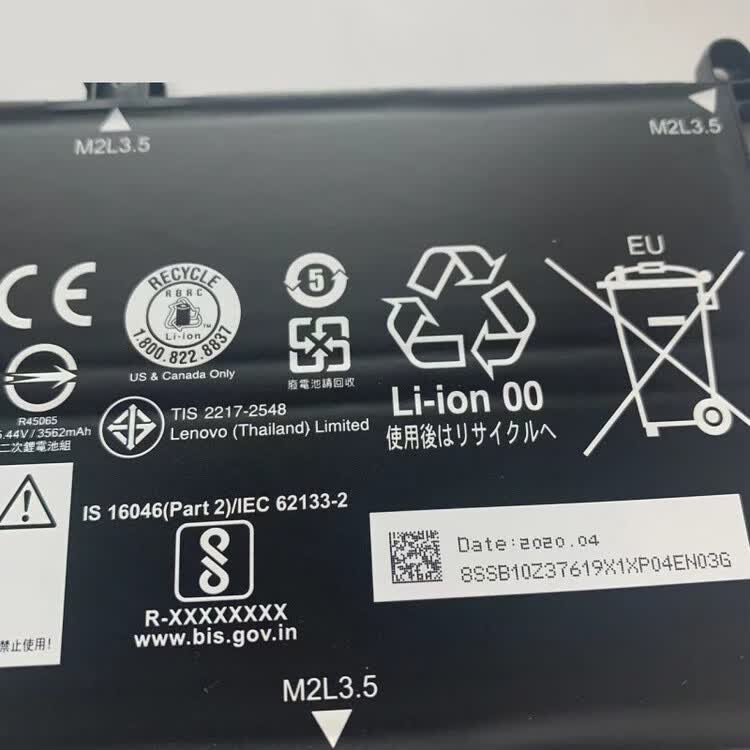 M2L3.5
M2L3.5
CE
RECYCLE
RBRC
Li-ion
TM
1.800.822.8837
US & Canada Only
5
廢電池請回收
Li-ion 00
使用後はリサイクルへ
EU
R45065
5.44V / 3562mAh
二次鋰電池組
TIS 2217-2548
Lenovo (Thailand) Limited
IS 16046(Part 2)/IEC 62133-2
R-XXXXXXXX
www.bis.gov.in
Date:2020.04
8SSB10Z37619X1XP04EN03G
禁止使用!
M2L3.5